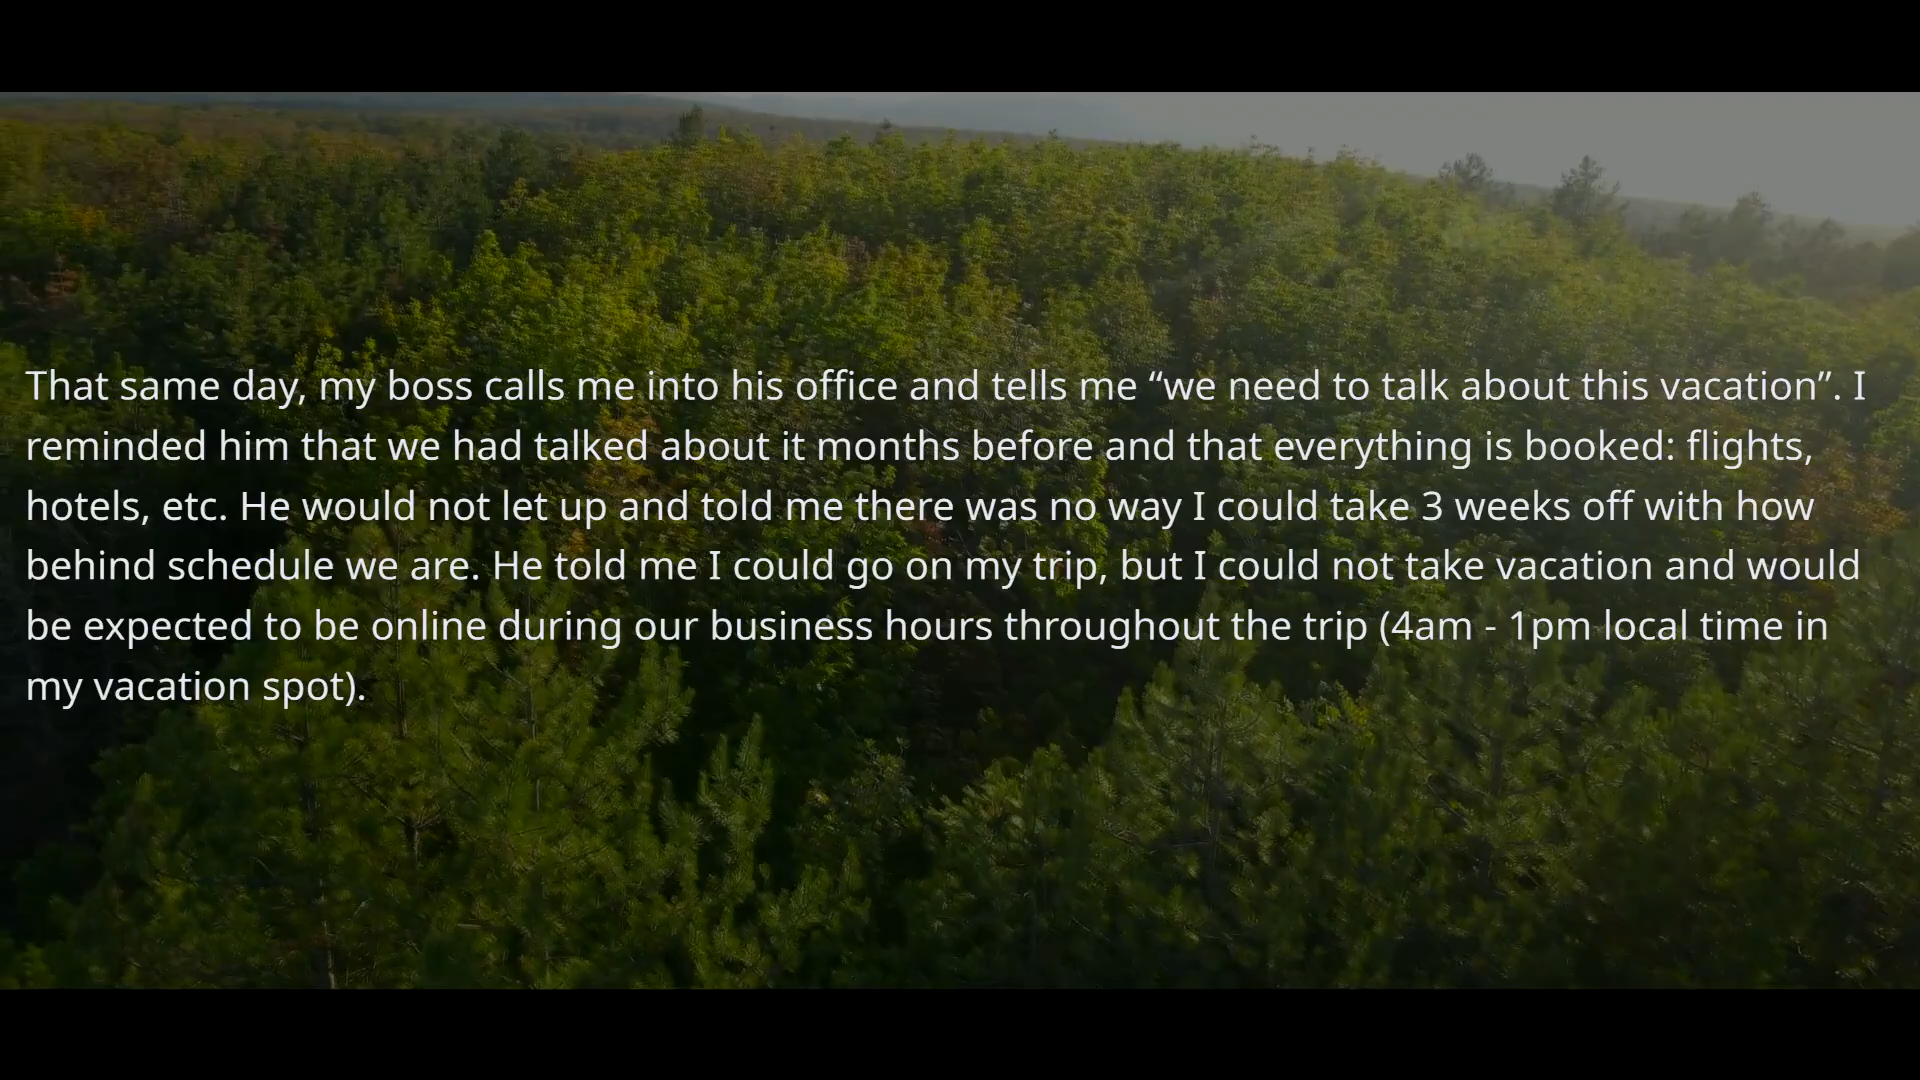 That same day, my boss calls me into his office and tells me “we need to talk about this vacation”. I
reminded him that we had talked about it months before and that everything is booked: flights,
hotels, etc. He would not let up and told me there was no way I could take 3 weeks off with how
behind schedule we are. He told me I could go on my trip, but I could not take vacation and would
be expected to be online during our business hours throughout the trip (4am - 1pm local time in
my vacation spot).